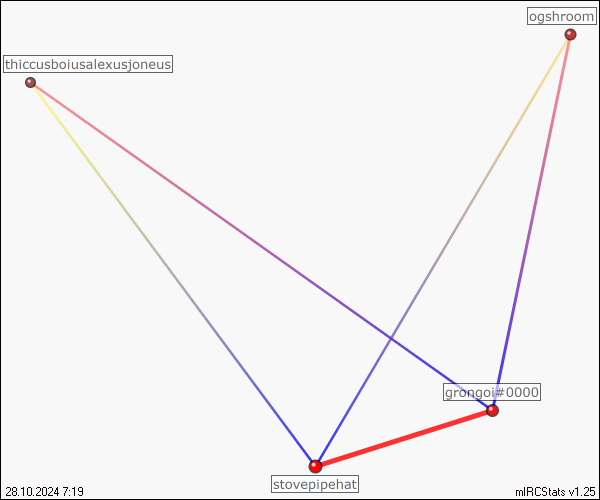 ogshroom
thiccusboiusalexusjoneus
grongoi#0000
stovepipehat
28.10.2024 7:19
mIRCStats v1.25